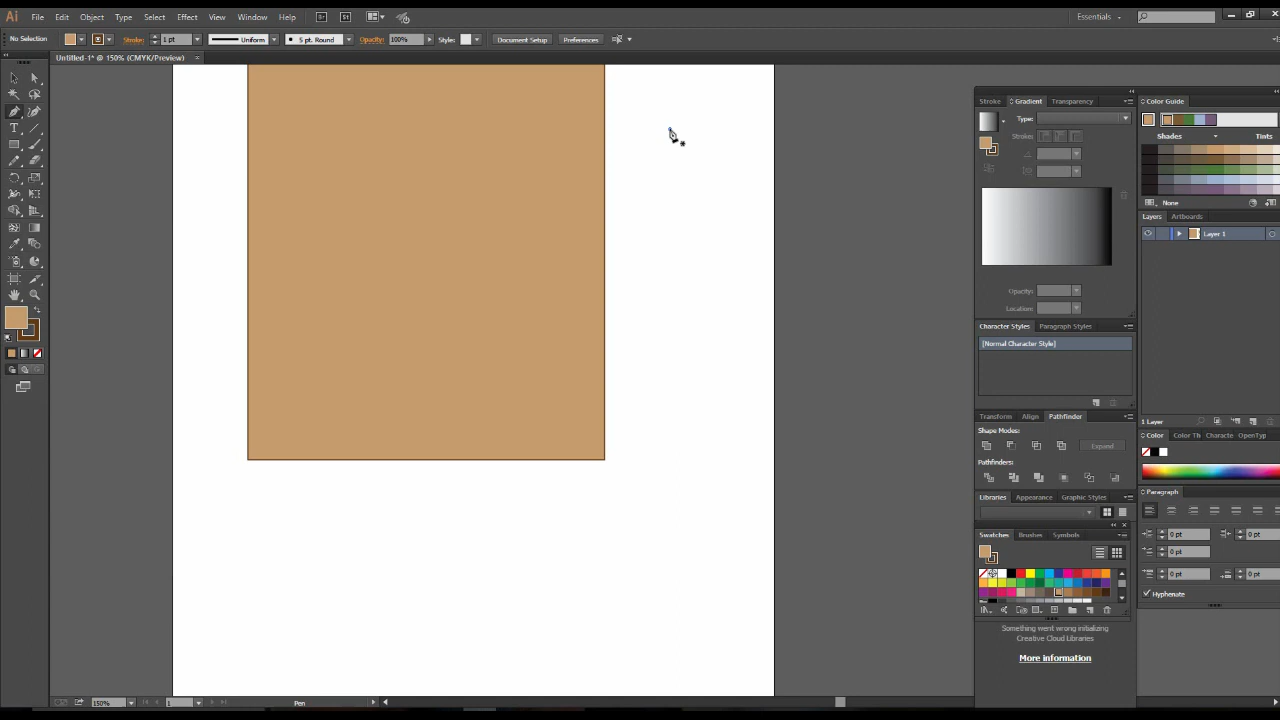 Ai File Edit Object Type Select Effect View Window Help Br St Essentials
No Selection Stroke: 1 pt Uniform 5 pt. Round Opacity: 100% Style: Document Setup Preferences
Untitled-1* @ 150% (CMYK/Preview) ×
Stroke Gradient Transparency
Type:
Stroke:
Opacity:
Location:
Color Guide
Shades Tints
None
Layers Artboards
Layer 1
1 Layer
Character Styles Paragraph Styles
[Normal Character Style]
Transform Align Pathfinder
Shape Modes:
Expand
Pathfinders:
Color Color Th Characte OpenTyp
Libraries Appearance Graphic Styles
Paragraph
0 pt 0 pt
0 pt
0 pt 0 pt
Hyphenate
Swatches Brushes Symbols
Something went wrong initializing
Creative Cloud Libraries
More information
150% 1 Pen